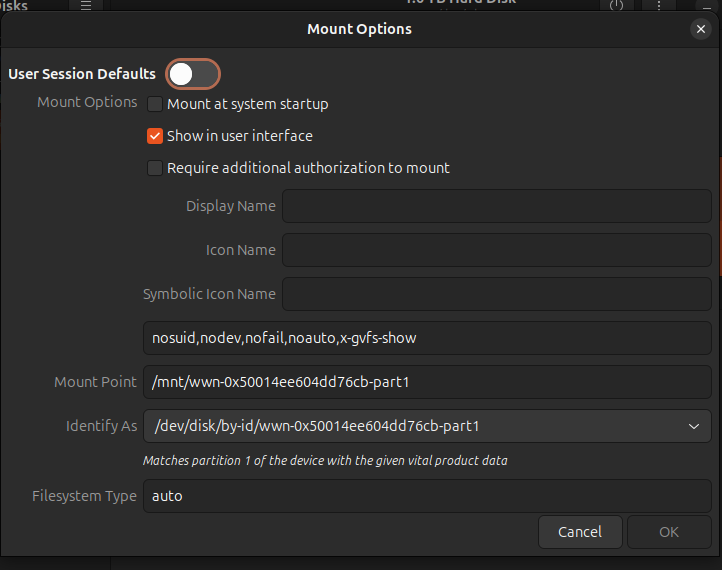 Disks
1.0 TB Hard Disk
Mount Options
User Session Defaults
Mount Options
Mount at system startup
Show in user interface
Require additional authorization to mount
Display Name
Icon Name
Symbolic Icon Name
nosuid,nodev,nofail,noauto,x-gvfs-show
Mount Point /mnt/wwn-0x50014ee604dd76cb-part1
Identify As /dev/disk/by-id/wwn-0x50014ee604dd76cb-part1
Matches partition 1 of the device with the given vital product data
Filesystem Type auto
Cancel OK